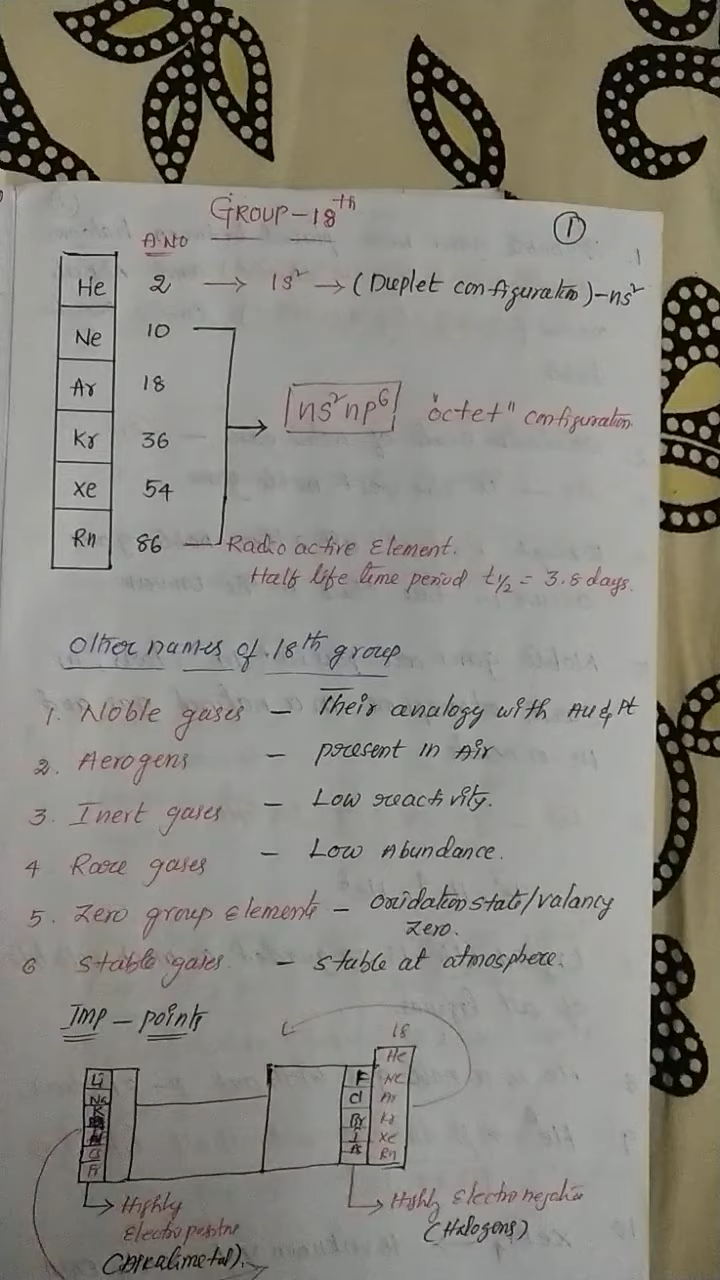 GROUP-18th
1
A.NO
He 2 → 1s² → (Duplet configuration)-ns²
Ne 10
Ar 18
ns²np⁶ "octet" configuration
Kr 36
Xe 54
Rn 86 — Radio active Element.
Half life time period t½ = 3.8 days.
Other names of 18th group
1. Noble gases - Their analogy with Au & Pt
2. Aerogens - present in Air
3. Inert gases - Low reactivity.
4 Rare gases - Low Abundance.
5. Zero group Elements - oxidation state/valancy
Zero.
6 Stable gases - stable at atmosphere.
Imp - points
18
He
Li F Ne
Na Cl Ar
K Br Kr
I Xe
Cs Rn
Fr
Highly
Electropositive
(Alkalimetal).
Highly Electronegative
(Halogens)